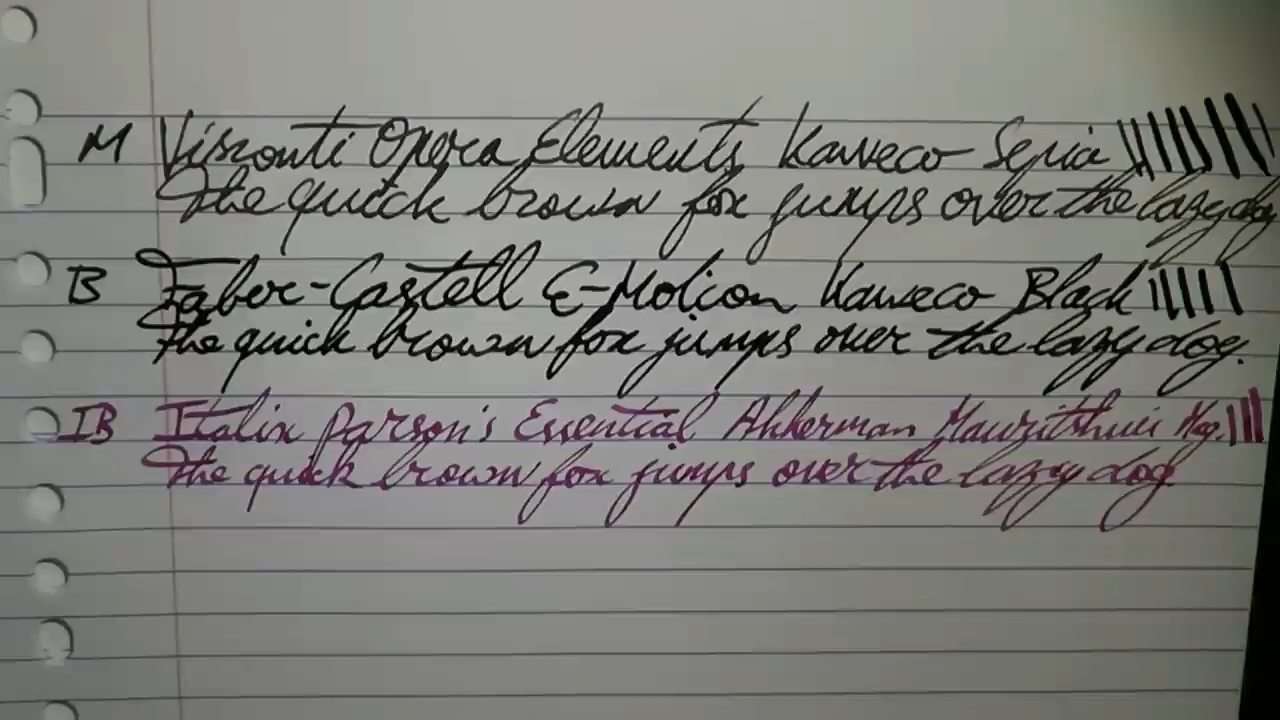 M Visconti Opera Elements Kaweco Sepia
The quick brown fox jumps over the lazy dog
B Faber-Castell E-Motion Kaweco Black
The quick brown fox jumps over the lazy dog.
IB Italix Parson's Essential Akkerman Mauritshuis Mag.
The quick brown fox jumps over the lazy dog